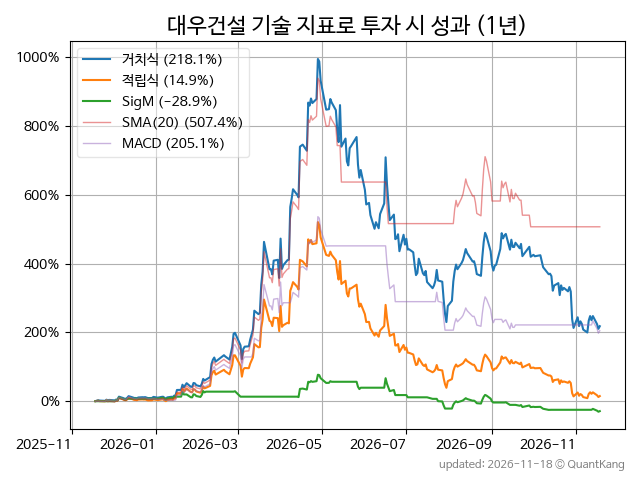 대우건설 기술 지표로 투자 시 성과 (1년)
거치식 (218.1%)
적립식 (14.9%)
SigM (-28.9%)
SMA(20) (507.4%)
MACD (205.1%)
1000%
800%
600%
400%
200%
0%
2025-11 2026-01 2026-03 2026-05 2026-07 2026-09 2026-11
updated: 2026-11-18 © QuantKang